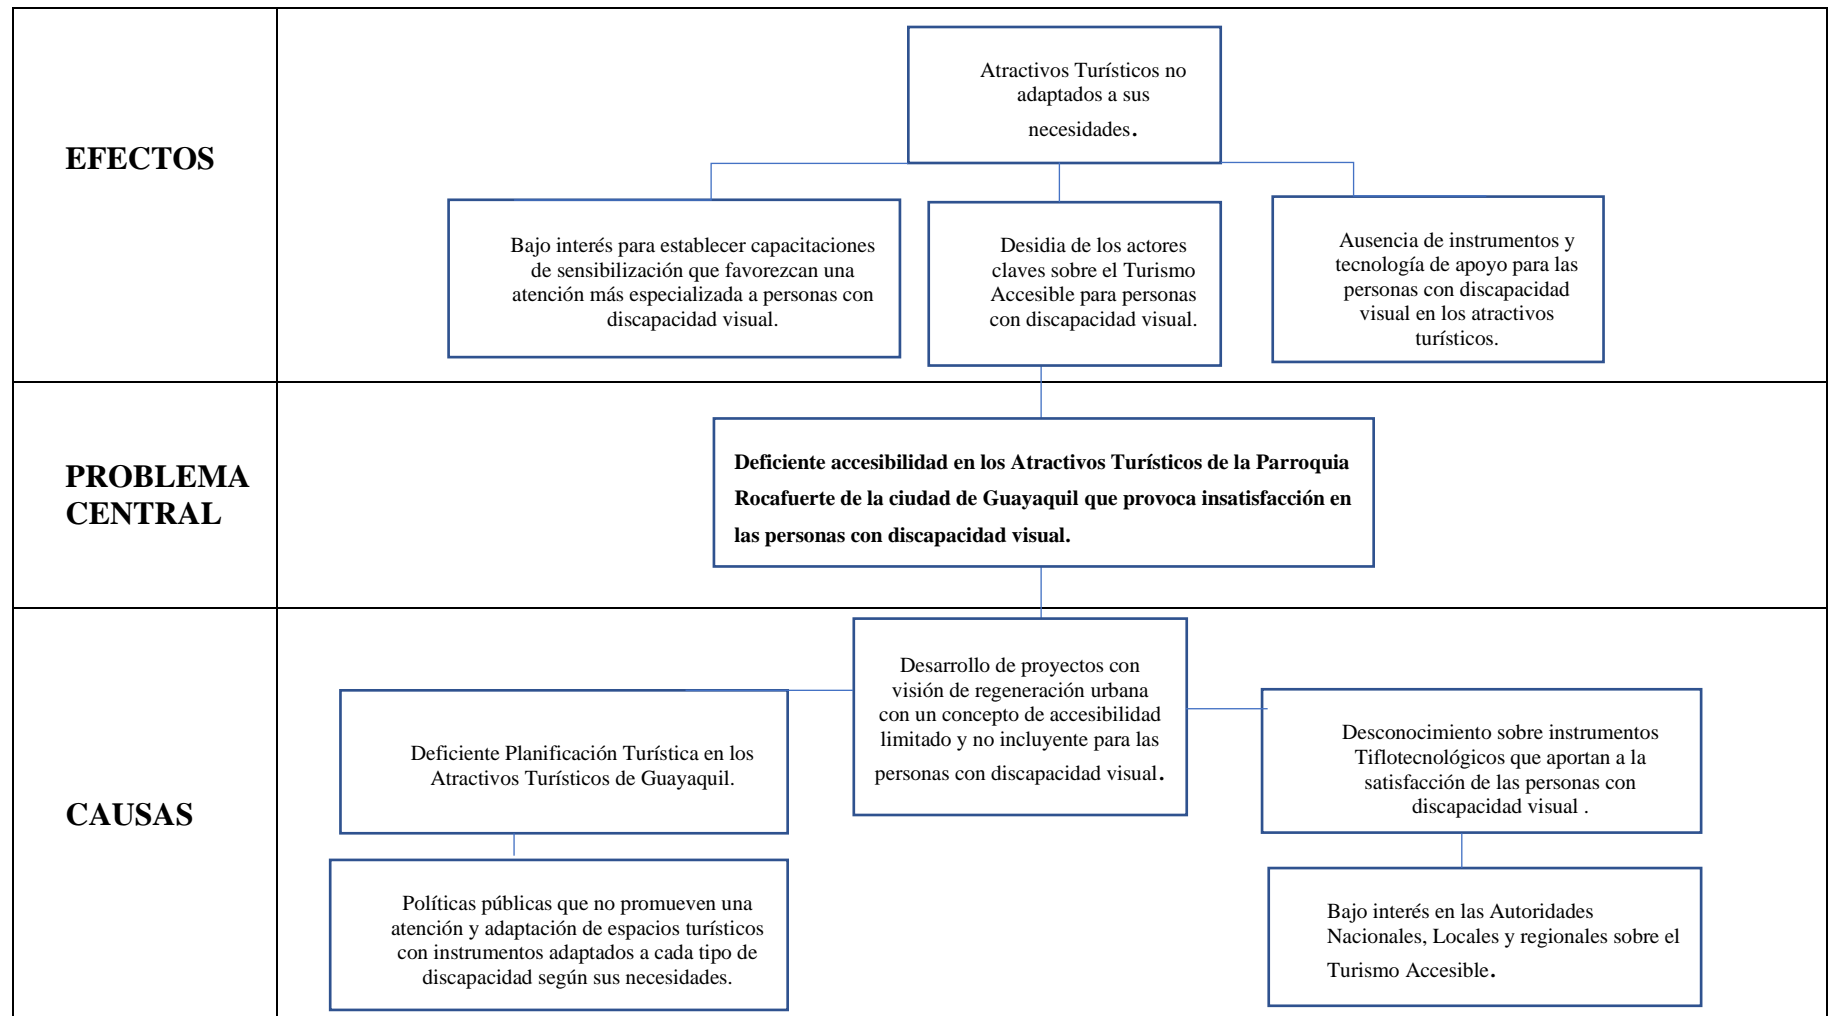 EFECTOS
Atractivos Turísticos no
adaptados a sus
necesidades.
Bajo interés para establecer capacitaciones
de sensibilización que favorezcan una
atención más especializada a personas con
discapacidad visual.
Desidia de los actores
claves sobre el Turismo
Accesible para personas
con discapacidad visual.
Ausencia de instrumentos y
tecnología de apoyo para las
personas con discapacidad
visual en los atractivos
turísticos.
PROBLEMA
CENTRAL
Deficiente accesibilidad en los Atractivos Turísticos de la Parroquia
Rocafuerte de la ciudad de Guayaquil que provoca insatisfacción en
las personas con discapacidad visual.
CAUSAS
Desarrollo de proyectos con
visión de regeneración urbana
con un concepto de accesibilidad
limitado y no incluyente para las
personas con discapacidad visual.
Deficiente Planificación Turística en los
Atractivos Turísticos de Guayaquil.
Desconocimiento sobre instrumentos
Tiflotecnológicos que aportan a la
satisfacción de las personas con
discapacidad visual .
Políticas públicas que no promueven una
atención y adaptación de espacios turísticos
con instrumentos adaptados a cada tipo de
discapacidad según sus necesidades.
Bajo interés en las Autoridades
Nacionales, Locales y regionales sobre el
Turismo Accesible.